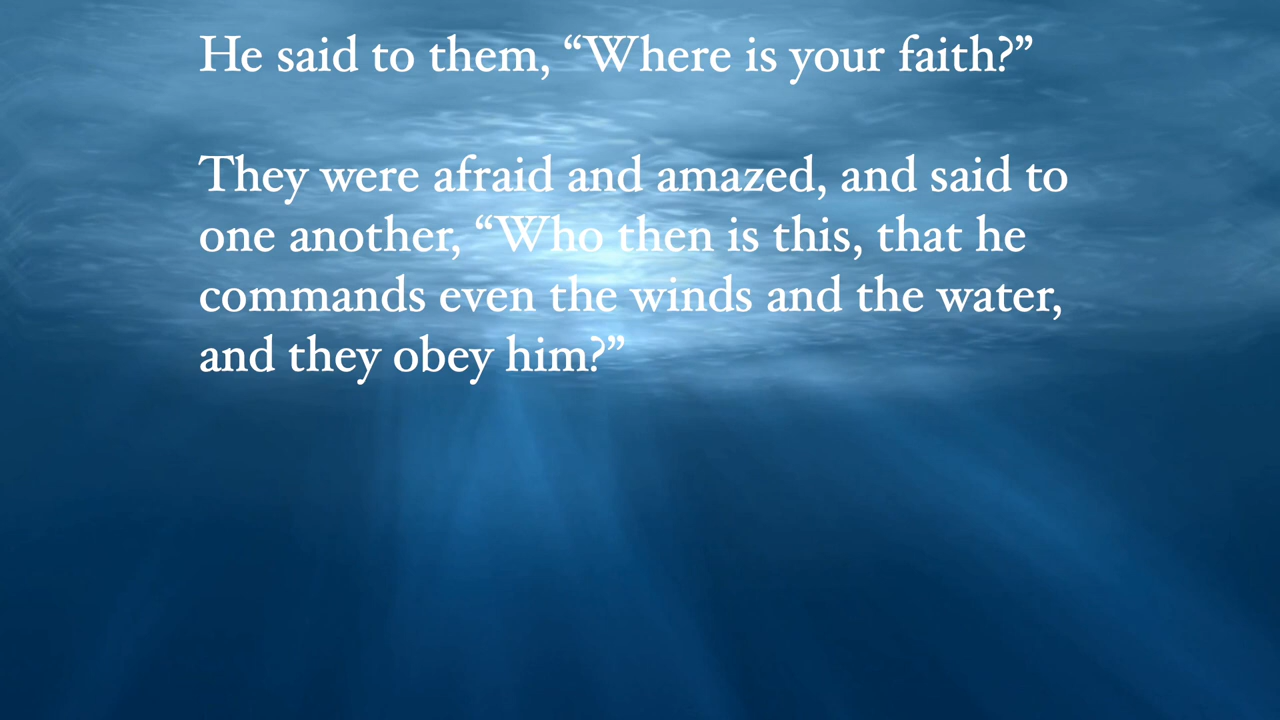 He said to them, “Where is your faith?”
They were afraid and amazed, and said to
one another, “Who then is this, that he
commands even the winds and the water,
and they obey him?”